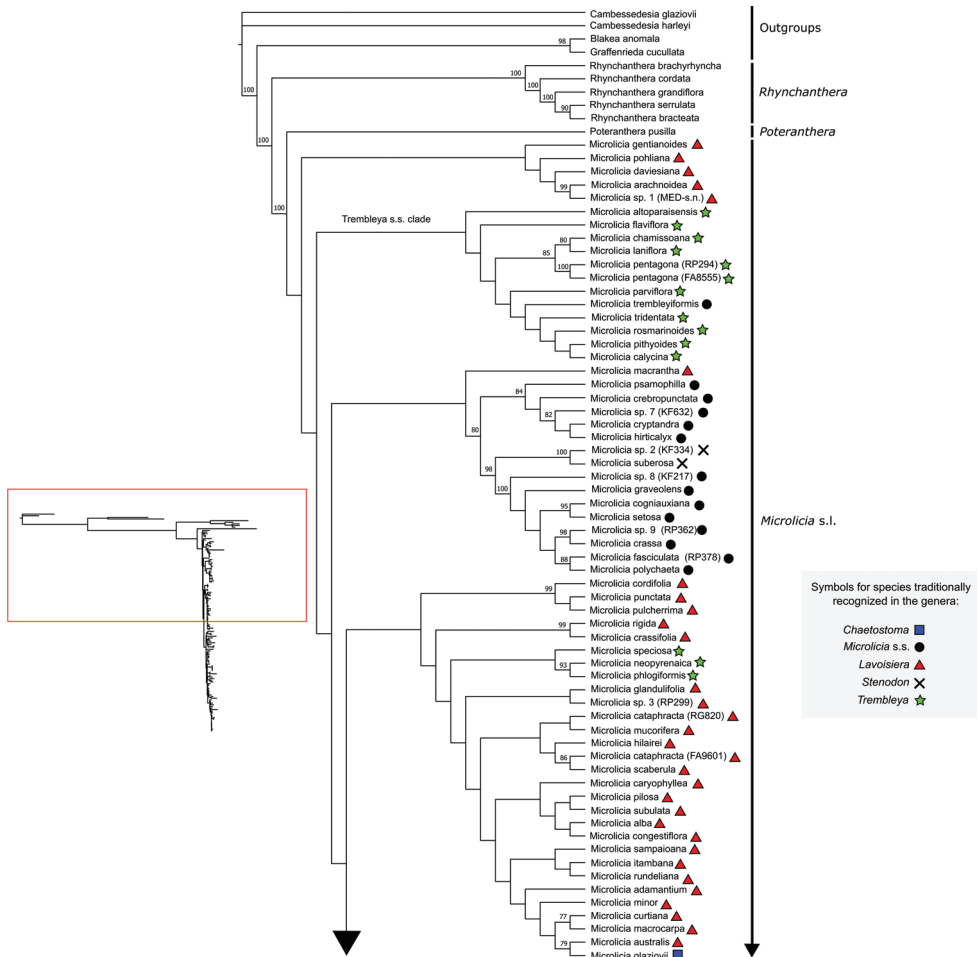 Cambessedesia glaziovii
Cambessedesia harleyi
98
Blakea anomala
Graffenrieda cucullata
Outgroups
100
Rhynchanthera brachyrhyncha
100
Rhynchanthera cordata
100
Rhynchanthera grandiflora
100
Rhynchanthera serrulata
90
Rhynchanthera bracteata
Rhynchanthera
100
Poteranthera pusilla
Poteranthera
Microlicia gentianoides
Microlicia pohliana
Microlicia daviesiana
Microlicia arachnoidea
99
Microlicia sp. 1 (MED-s.n.)
100
Trembleya s.s. clade
Microlicia altoparaisensis
Microlicia flaviflora
80
Microlicia chamissoana
Microlicia laniflora
85
Microlicia pentagona (RP294)
100
Microlicia pentagona (FA8555)
Microlicia parviflora
Microlicia trembleyiformis
Microlicia tridentata
Microlicia rosmarinoides
Microlicia pithyoides
Microlicia calycina
Microlicia macrantha
Microlicia psamophilla
84
Microlicia crebropunctata
Microlicia sp. 7 (KF632)
82
Microlicia cryptandra
Microlicia hirticalyx
80
100
Microlicia sp. 2 (KF334)
Microlicia suberosa
98
Microlicia sp. 8 (KF217)
100
Microlicia graveolens
95
Microlicia cogniauxiana
Microlicia setosa
98
Microlicia sp. 9 (RP362)
Microlicia crassa
88
Microlicia fasciculata (RP378)
Microlicia polychaeta
Microlicia s.l.
99
Microlicia cordifolia
Microlicia punctata
Microlicia pulcherrima
99
Microlicia rigida
Microlicia crassifolia
Microlicia speciosa
93
Microlicia neopyrenaica
Microlicia phlogiformis
Microlicia glandulifolia
Microlicia sp. 3 (RP299)
Microlicia cataphracta (RG820)
Microlicia mucorifera
Microlicia hilairei
86
Microlicia cataphracta (FA9601)
Microlicia scaberula
Microlicia caryophyllea
Microlicia pilosa
Microlicia subulata
Microlicia alba
Microlicia congestiflora
Microlicia sampaioana
Microlicia itambana
Microlicia rundeliana
Microlicia adamantium
Microlicia minor
77
Microlicia curtiana
Microlicia macrocarpa
79
Microlicia australis
Microlicia glaziovii
Symbols for species traditionally
recognized in the genera:
Chaetostoma
Microlicia s.s.
Lavoisiera
Stenodon
Trembleya